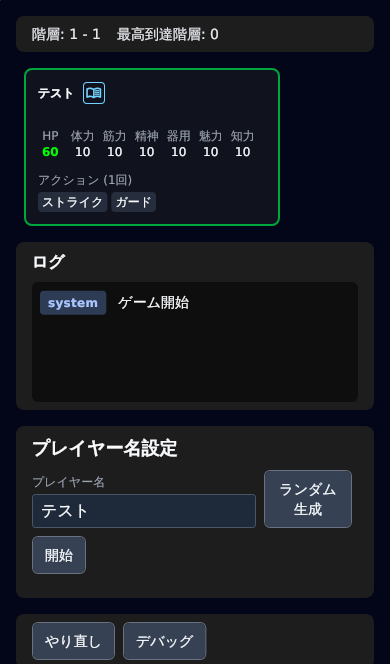 階層: 1 - 1 最高到達階層: 0
テスト
HP 体力 筋力 精神 器用 魅力 知力
60 10 10 10 10 10 10
アクション (1回)
ストライク ガード
ログ
system ゲーム開始
プレイヤー名設定
プレイヤー名
テスト
ランダム
生成
開始
やり直し デバッグ